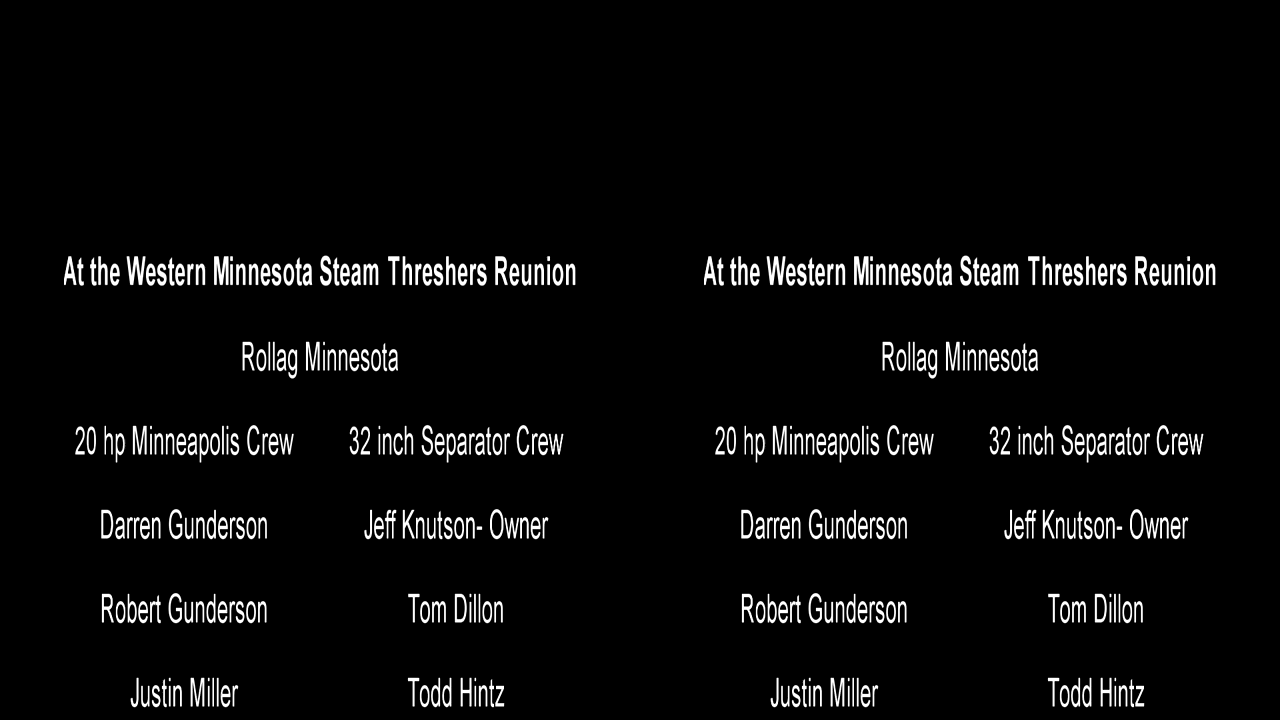 At the Western Minnesota Steam Threshers Reunion At the Western Minnesota Steam Threshers Reunion
Rollag Minnesota Rollag Minnesota
20 hp Minneapolis Crew 32 inch Separator Crew 20 hp Minneapolis Crew 32 inch Separator Crew
Darren Gunderson Jeff Knutson- Owner Darren Gunderson Jeff Knutson- Owner
Robert Gunderson Tom Dillon Robert Gunderson Tom Dillon
Justin Miller Todd Hintz Justin Miller Todd Hintz